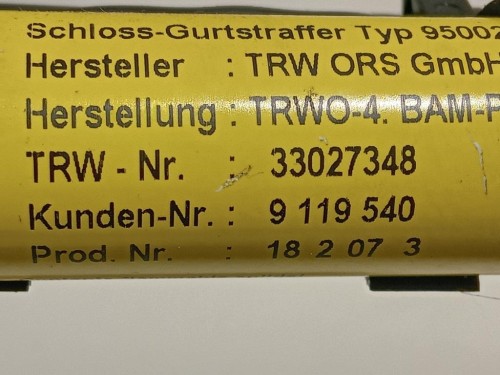 Schloss-Gurtstraffer Typ 95002
Hersteller : TRW ORS GmbH
Herstellung : TRWO-4. BAM-P
TRW - Nr. : 33027348
Kunden-Nr. : 9 119 540
Prod. Nr. : 18 2 07 3